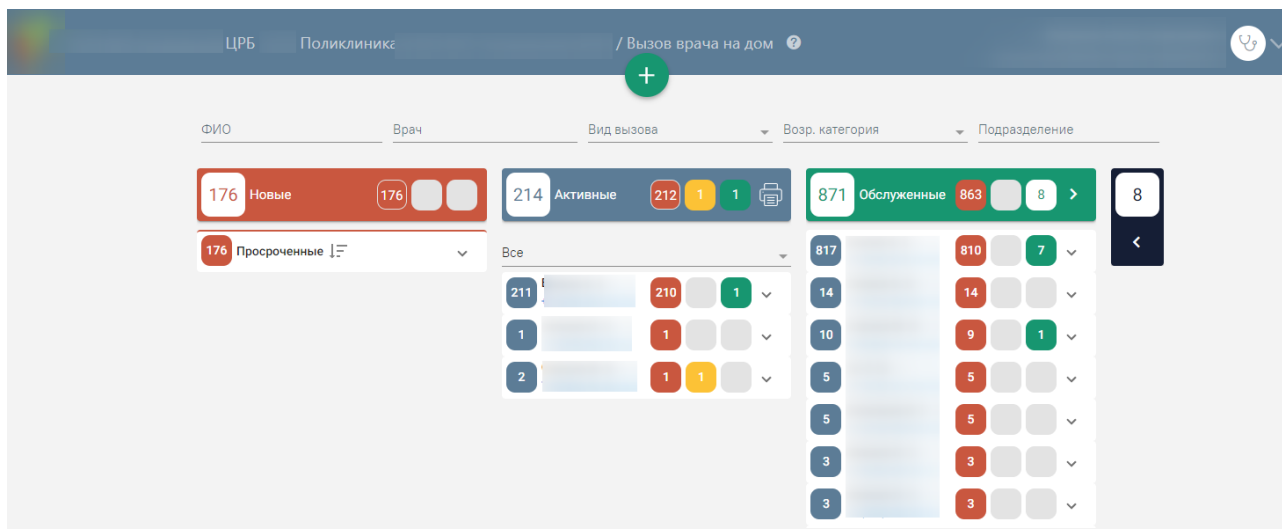 ЦРБ Поликлиника / Вызов врача на дом ?
+
ФИО Врач Вид вызова Возр. категория Подразделение
176 Новые 176
214 Активные 212 1 1
871 Обслуженные 863 8
8
176 Просроченные
Все
211 210 1
1 1
2 1 1
817 810 7
14 14
10 9 1
5 5
5 5
3 3
3 3